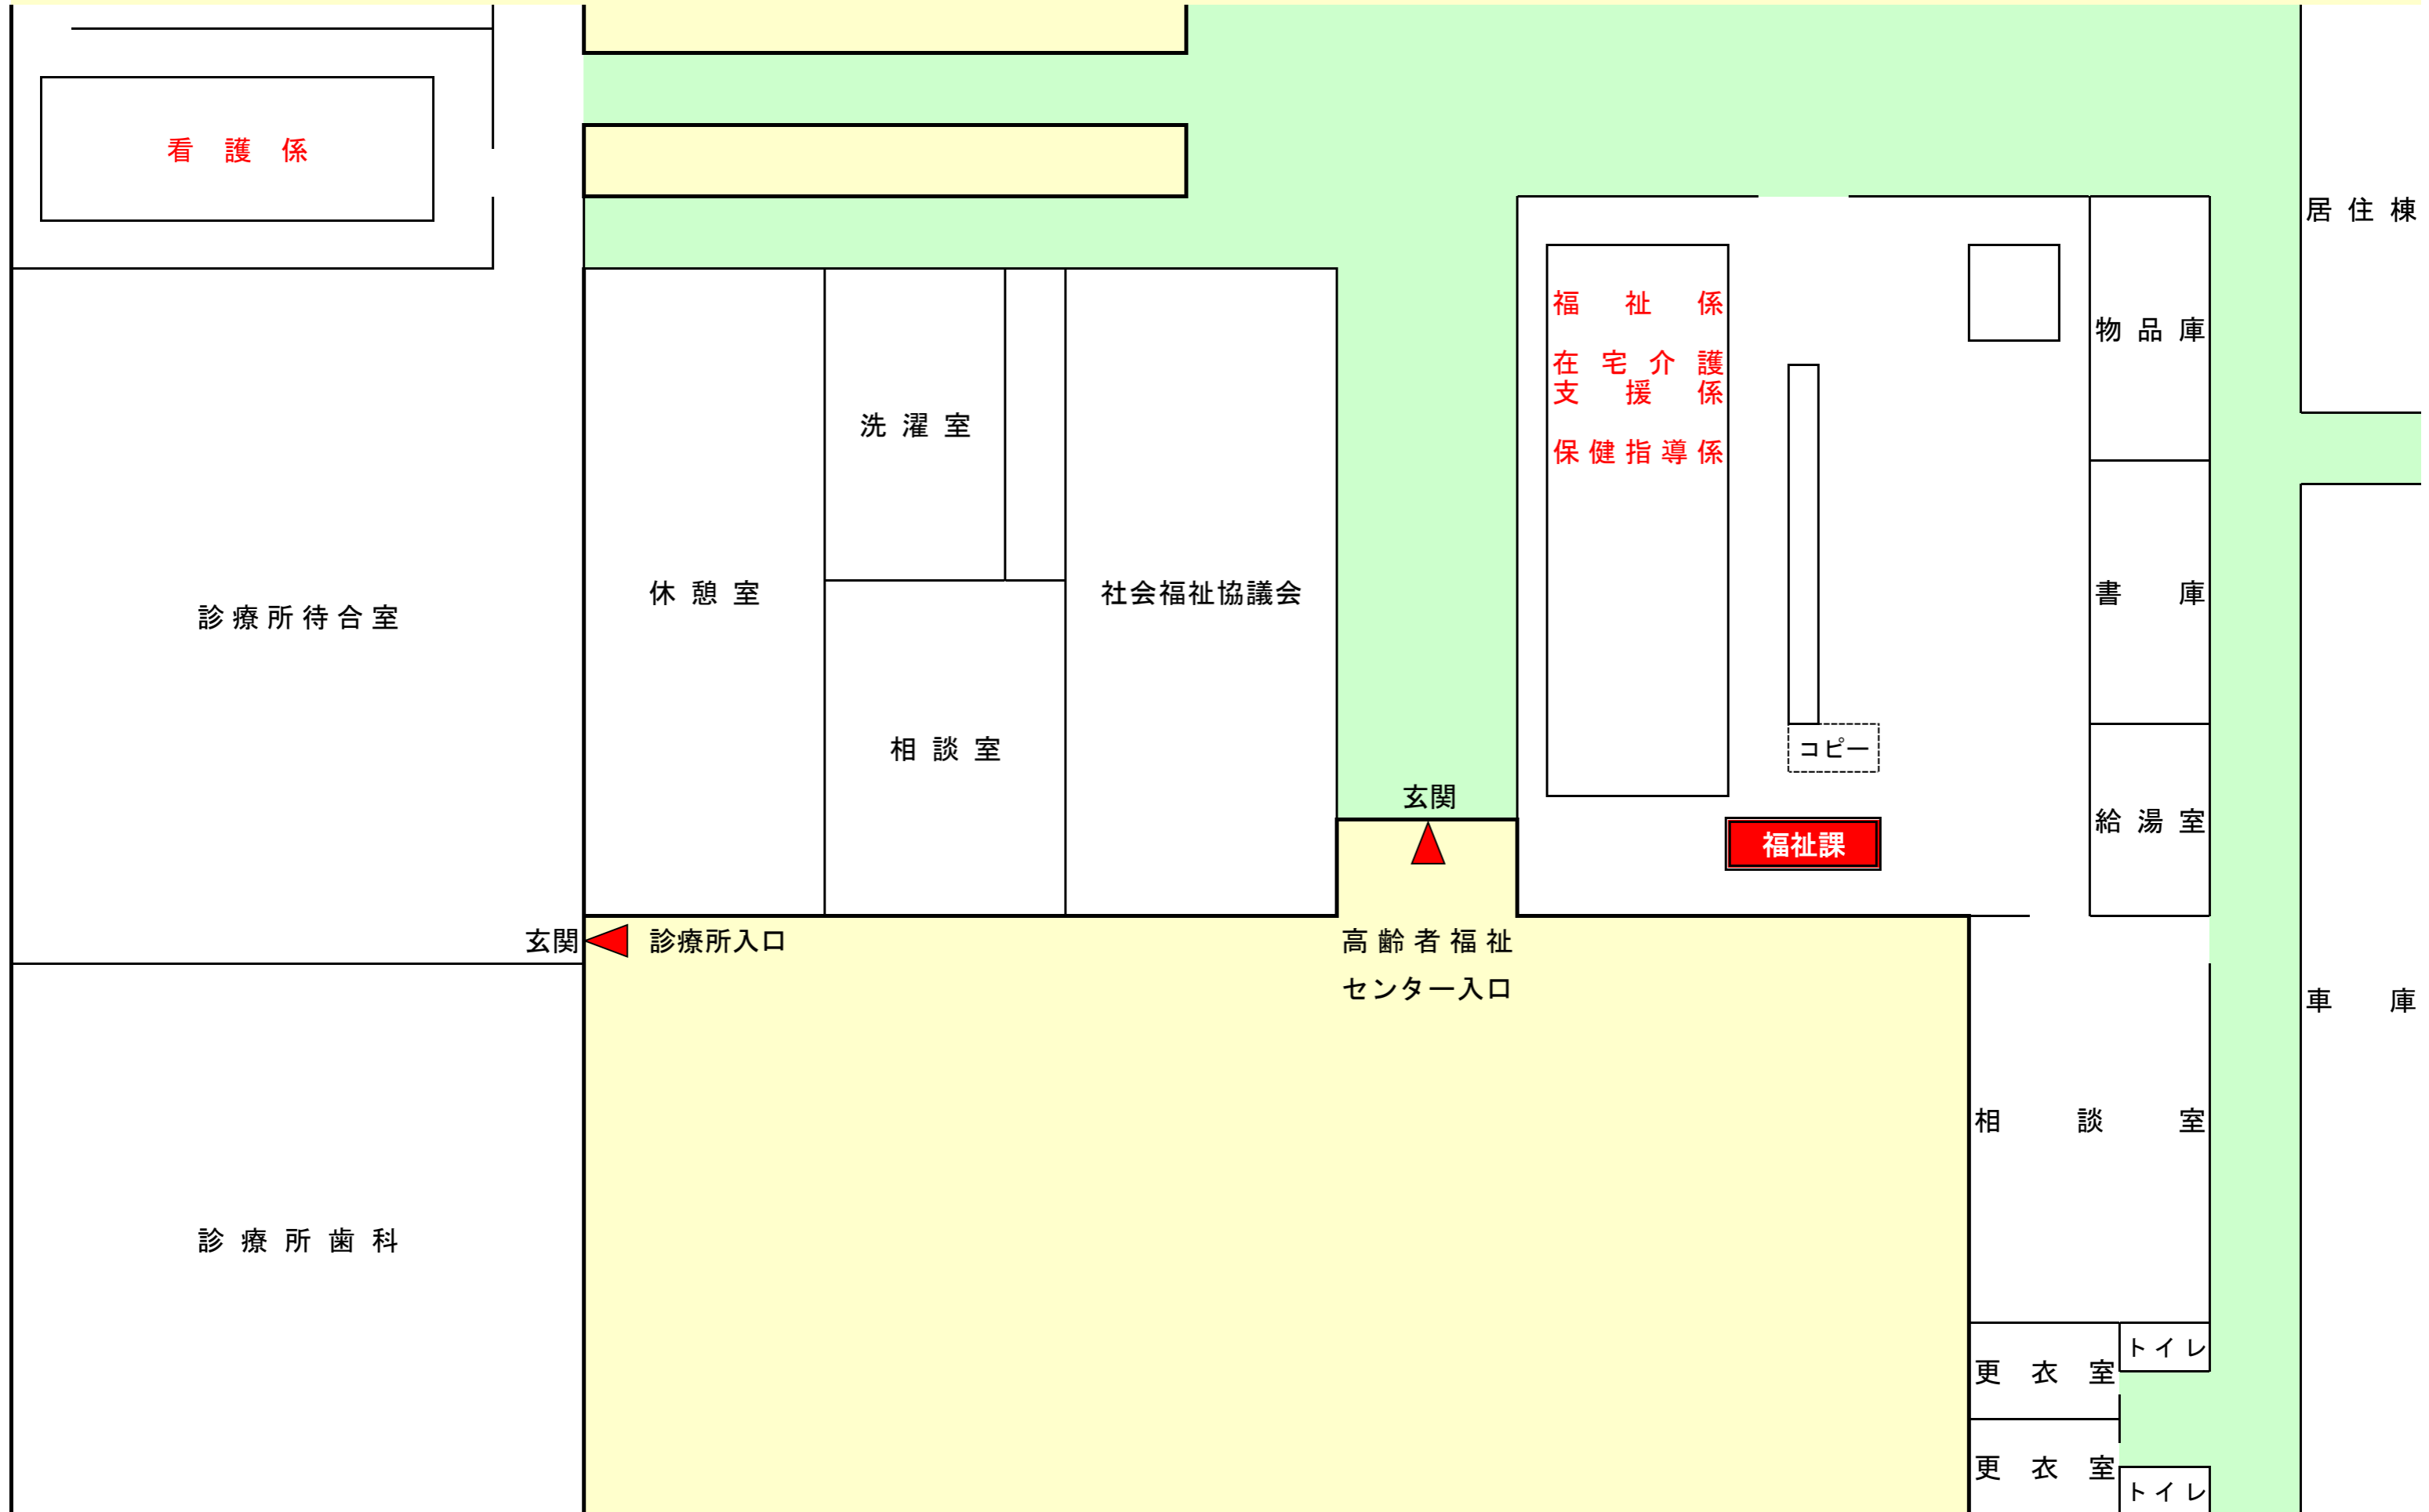 看護係
居住棟
福祉係
物品庫
在宅介護
支援係
洗濯室
保健指導係
休憩室
社会福祉協議会
書庫
診療所待合室
相談室
コピー
玄関
給湯室
福祉課
玄関
診療所入口
高齢者福祉
センター入口
車庫
相談室
診療所歯科
トイレ
更衣室
更衣室
トイレ